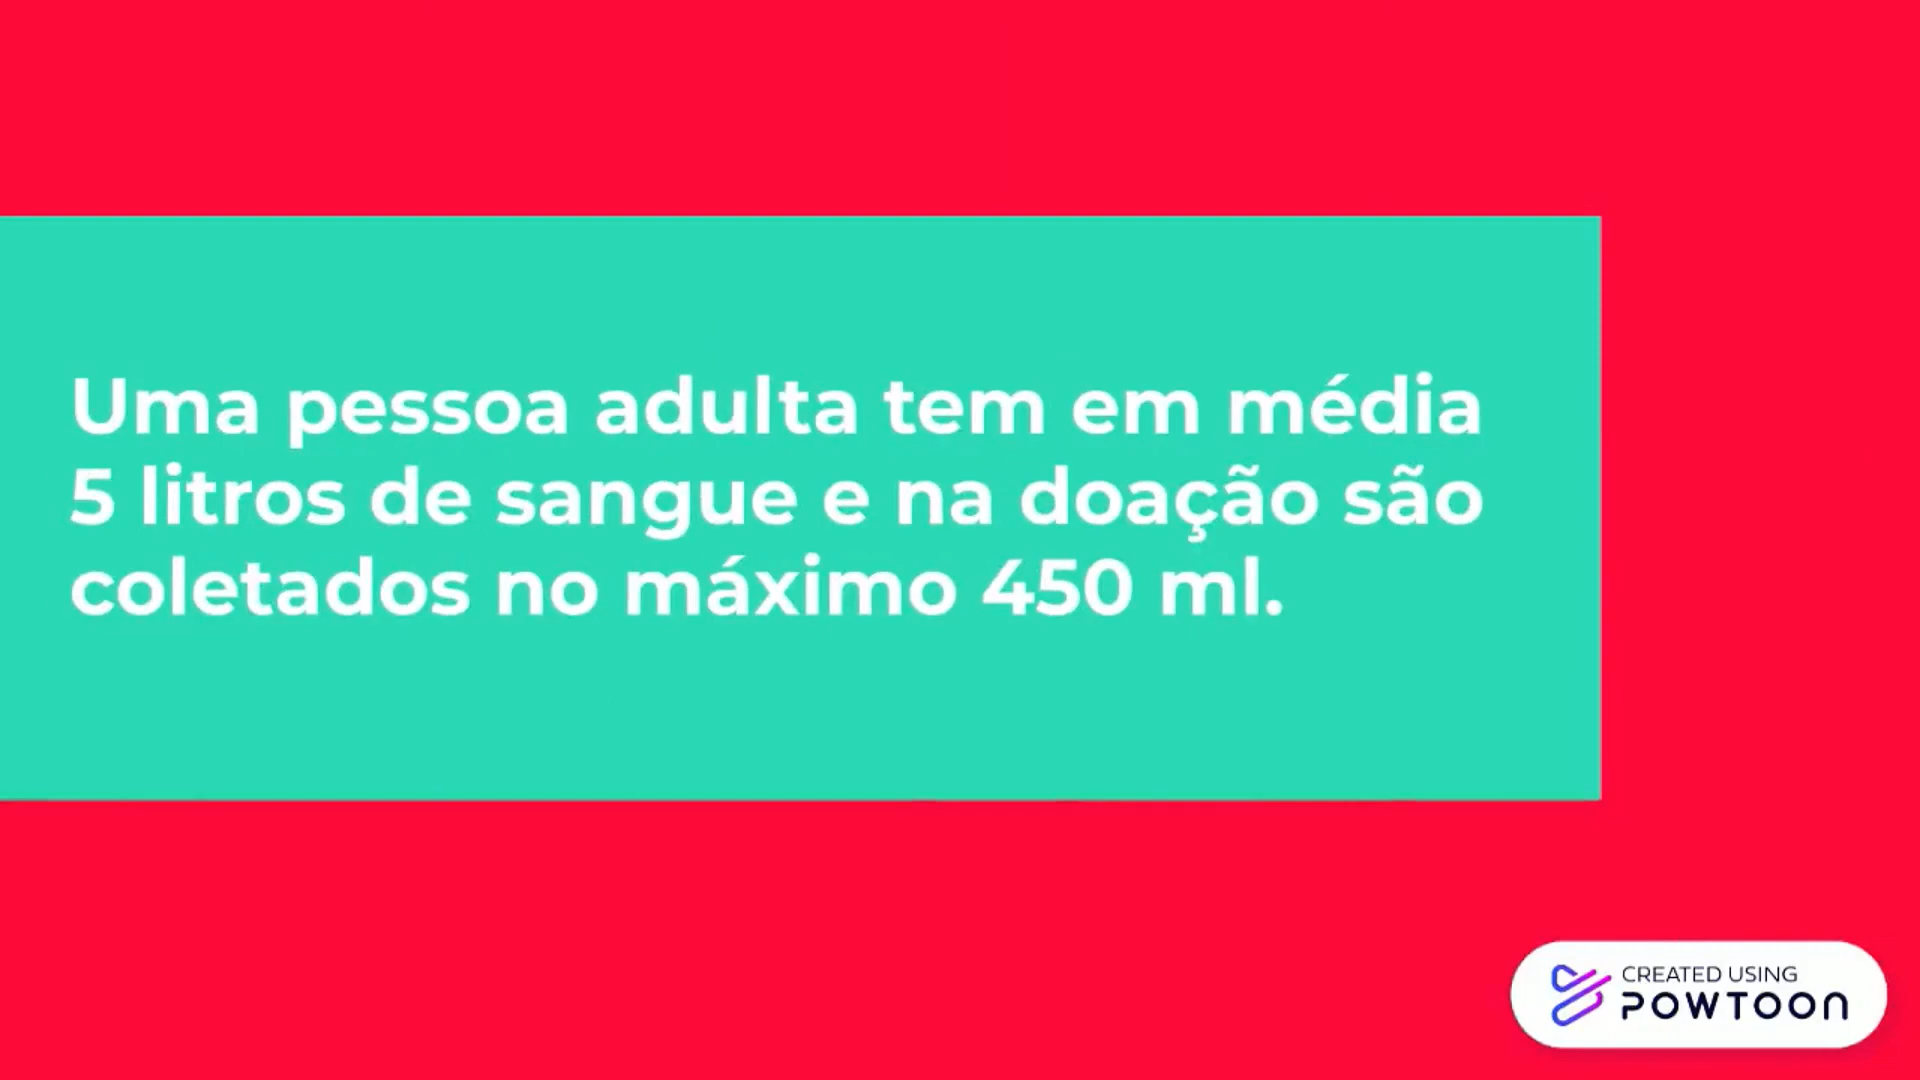 Uma pessoa adulta tem em média
5 litros de sangue e na doação são
coletados no máximo 450 ml.
CREATED USING
POWTOON